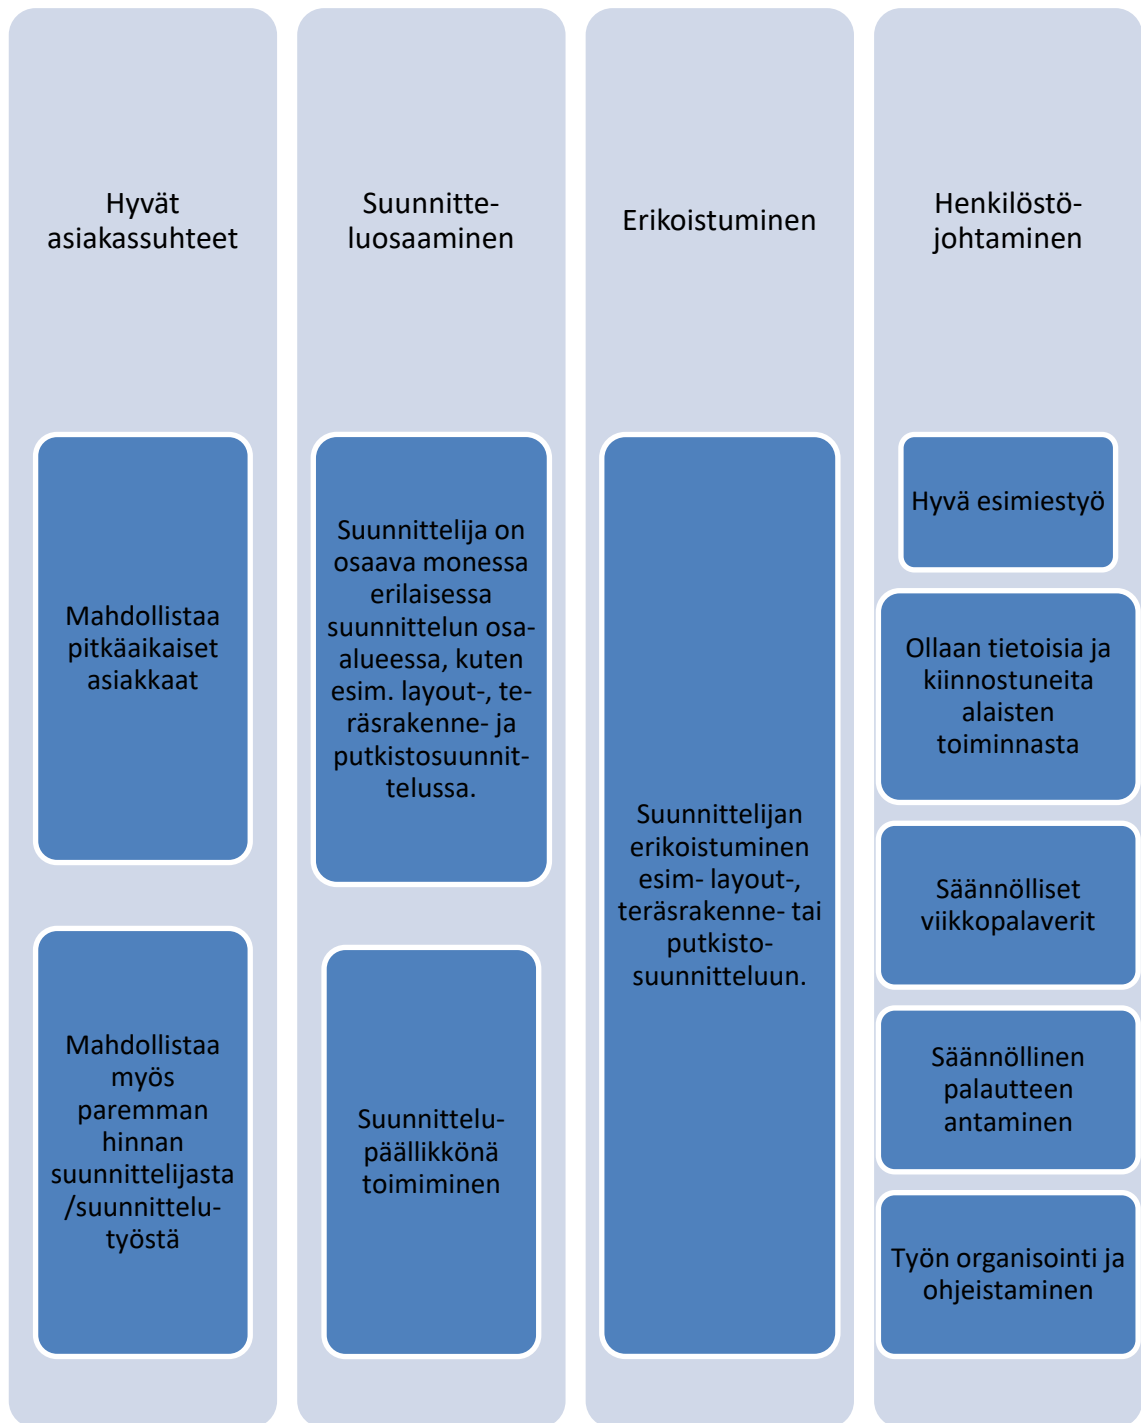 Hyvät
asiakassuhteet
Mahdollistaa
pitkäaikaiset
asiakkaat
Mahdollistaa
myös
paremman
hinnan
suunnittelijasta
/suunnittelu-
työstä
Suunnitte-
luosaaminen
Suunnittelija on
osaava monessa
erilaisessa
suunnittelun osa-
alueessa, kuten
esim. layout-, te-
räsrakenne- ja
putkistosuunnit-
telussa.
Suunnittelu-
päällikkönä
toimiminen
Erikoistuminen
Suunnittelijan
erikoistuminen
esim- layout-,
teräsrakenne- tai
putkisto-
suunnitteluun.
Henkilöstö-
johtaminen
Hyvä esimiestyö
Ollaan tietoisia ja
kiinnostuneita
alaisten
toiminnasta
Säännölliset
viikkopalaverit
Säännöllinen
palautteen
antaminen
Työn organisointi ja
ohjeistaminen